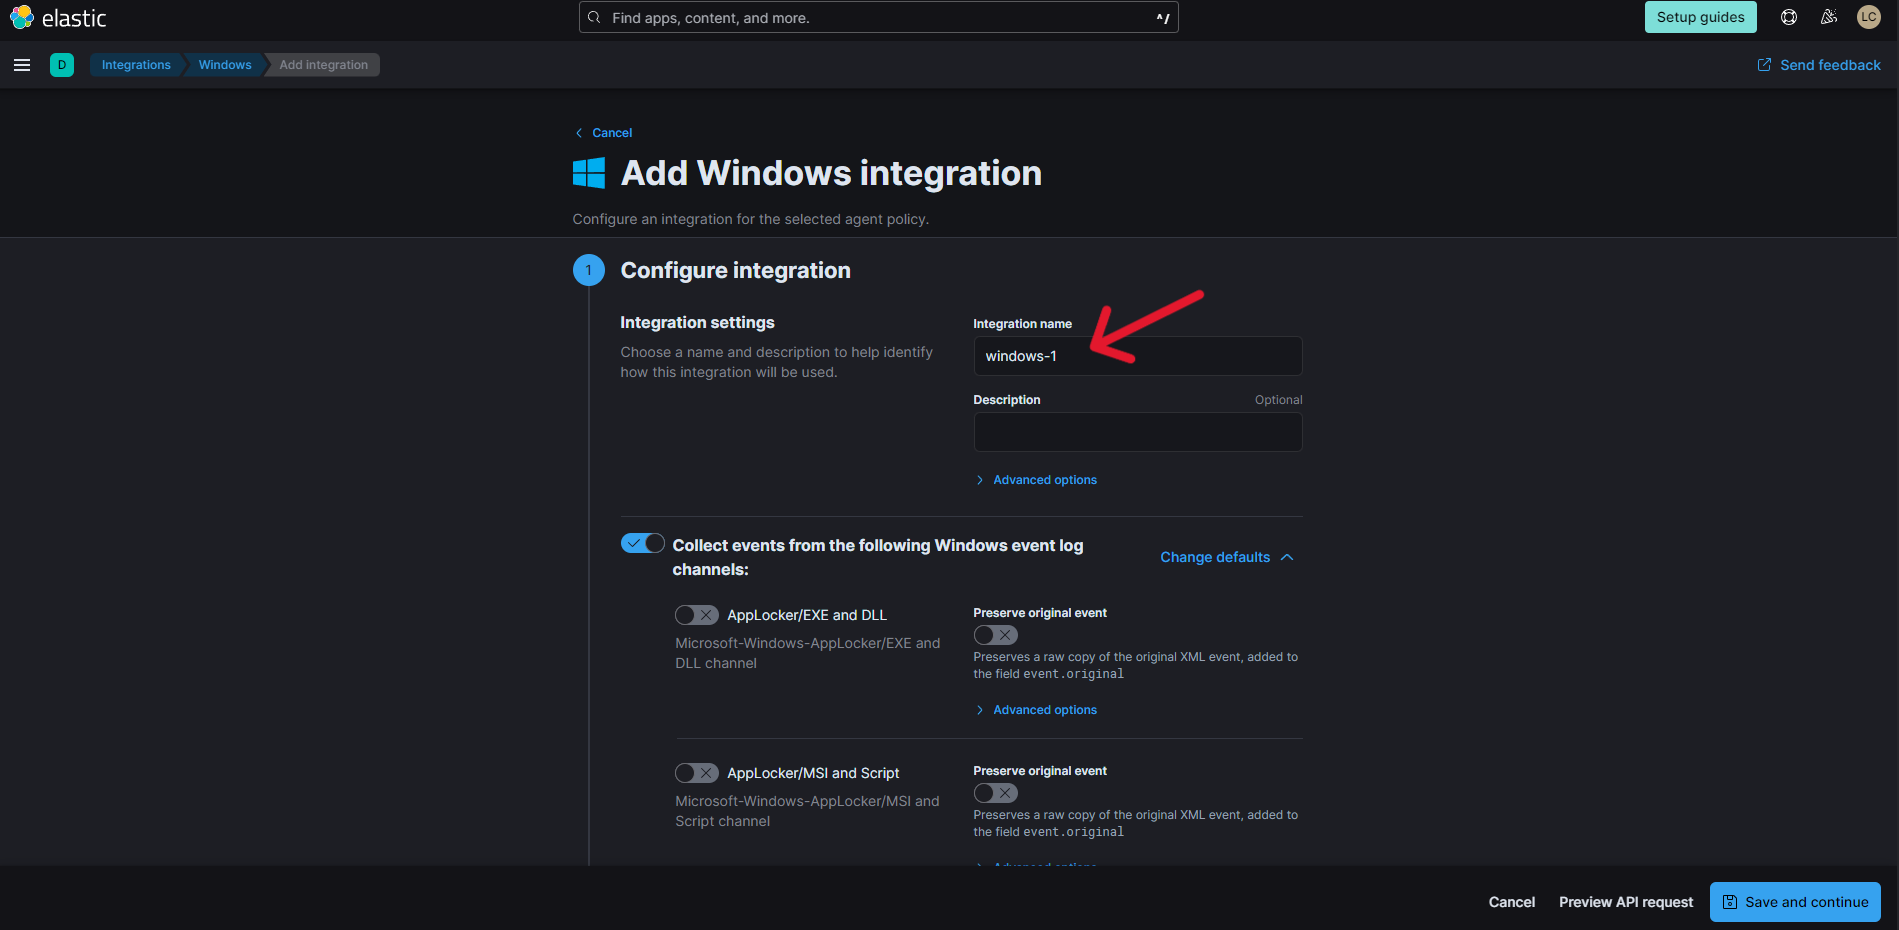 elastic
Find apps, content, and more.
^/
Setup guides
LC
D
Integrations
Windows
Add integration
Send feedback
Cancel
Add Windows integration
Configure an integration for the selected agent policy.
1
Configure integration
Integration settings
Choose a name and description to help identify
how this integration will be used.
Integration name
windows-1
Description
Optional
Advanced options
Collect events from the following Windows event log
channels:
Change defaults
AppLocker/EXE and DLL
Microsoft-Windows-AppLocker/EXE and
DLL channel
Preserve original event
Preserves a raw copy of the original XML event, added to
the field event.original
Advanced options
AppLocker/MSI and Script
Microsoft-Windows-AppLocker/MSI and
Script channel
Preserve original event
Preserves a raw copy of the original XML event, added to
the field event.original
Advanced options
Cancel
Preview API request
Save and continue